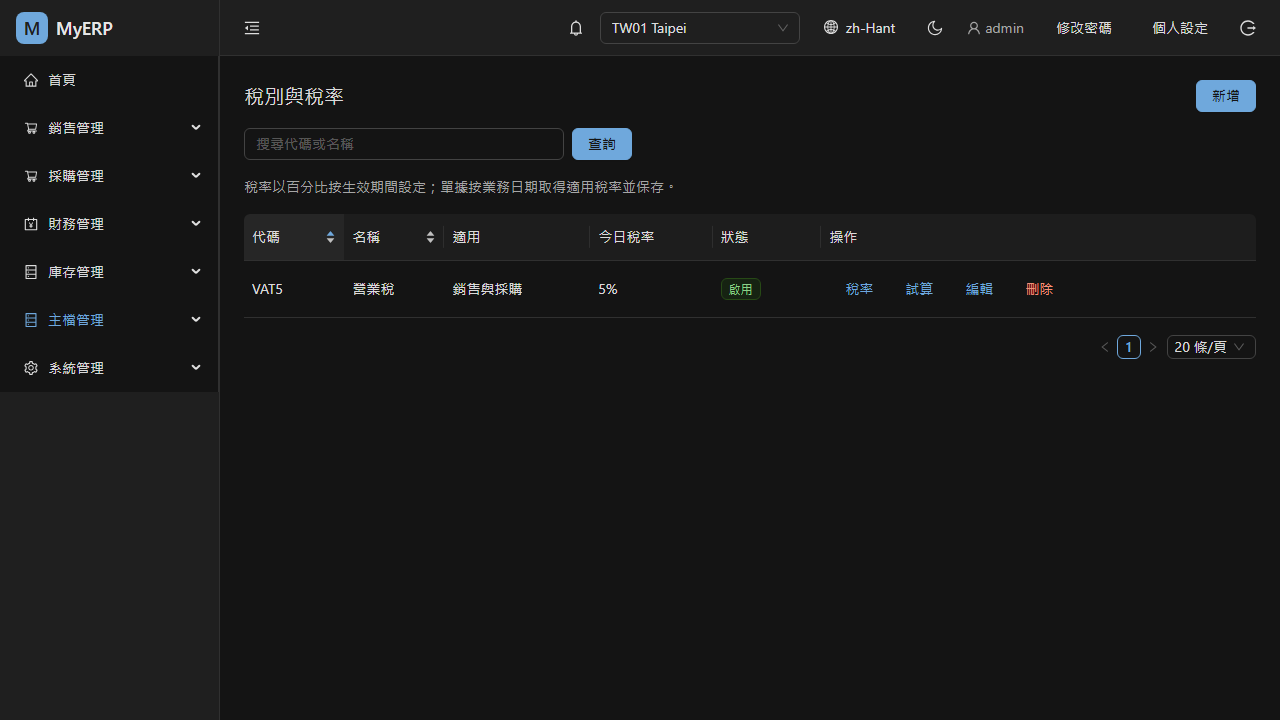 M MyERP
TW01 Taipei
zh-Hant
admin
修改密碼
個人設定
首頁
銷售管理
採購管理
財務管理
庫存管理
主檔管理
系統管理
稅別與稅率
新增
搜尋代碼或名稱
查詢
稅率以百分比按生效期間設定；單據按業務日期取得適用稅率並保存。
代碼 名稱 適用 今日稅率 狀態 操作
VAT5 營業稅 銷售與採購 5% 啟用 稅率 試算 編輯 刪除
1 20 條/頁